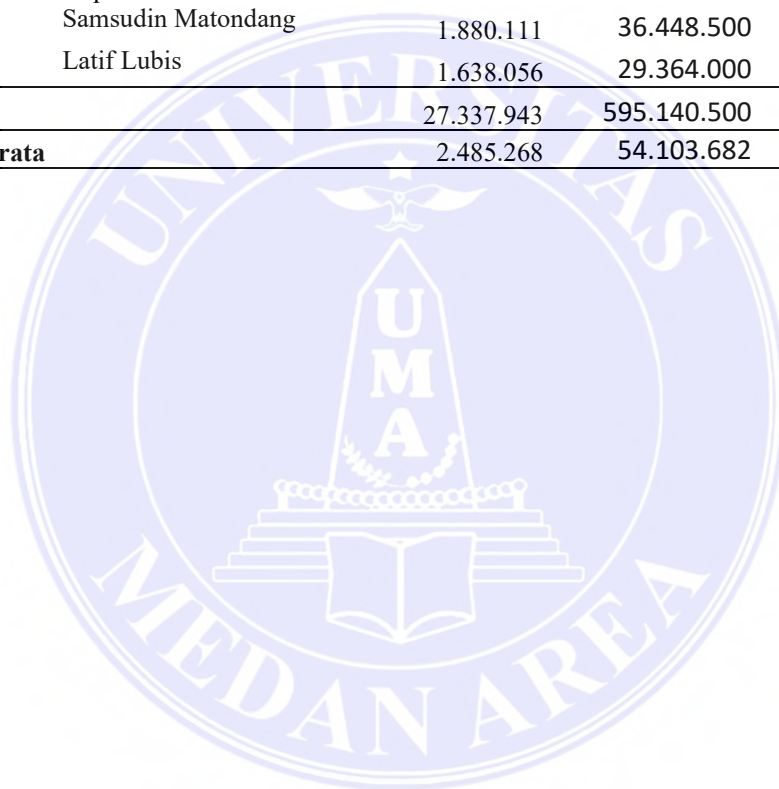 Samsudin Matondang 1.880.111 36.448.500
Latif Lubis 1.638.056 29.364.000
27.337.943 595.140.500
rata 2.485.268 54.103.682
UNIVERSITAS
U
M
A
MEDAN AREA